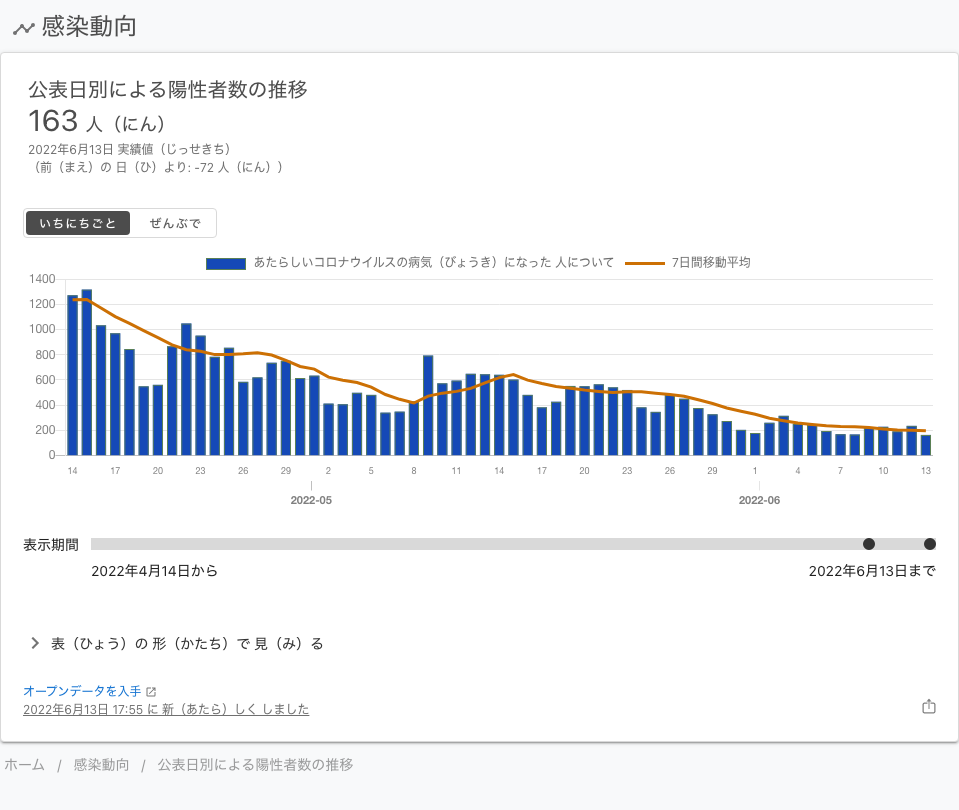 感染動向
公表日別による陽性者数の推移
163 人（にん）
2022年6月13日 実績値（じっせきち）
（前（まえ）の 日（ひ）より: -72 人（にん））
いちにちごと ぜんぶで
あたらしいコロナウイルスの病気（びょうき）になった 人について 7日間移動平均
1400
1200
1000
800
600
400
200
0
14 17 20 23 26 29 2 5 8 11 14 17 20 23 26 29 1 4 7 10 13
2022-05 2022-06
表示期間
2022年4月14日から 2022年6月13日まで
表（ひょう）の 形（かたち）で 見（み）る
オープンデータを入手
2022年6月13日 17:55 に 新（あたら）しく しました
ホーム / 感染動向 / 公表日別による陽性者数の推移